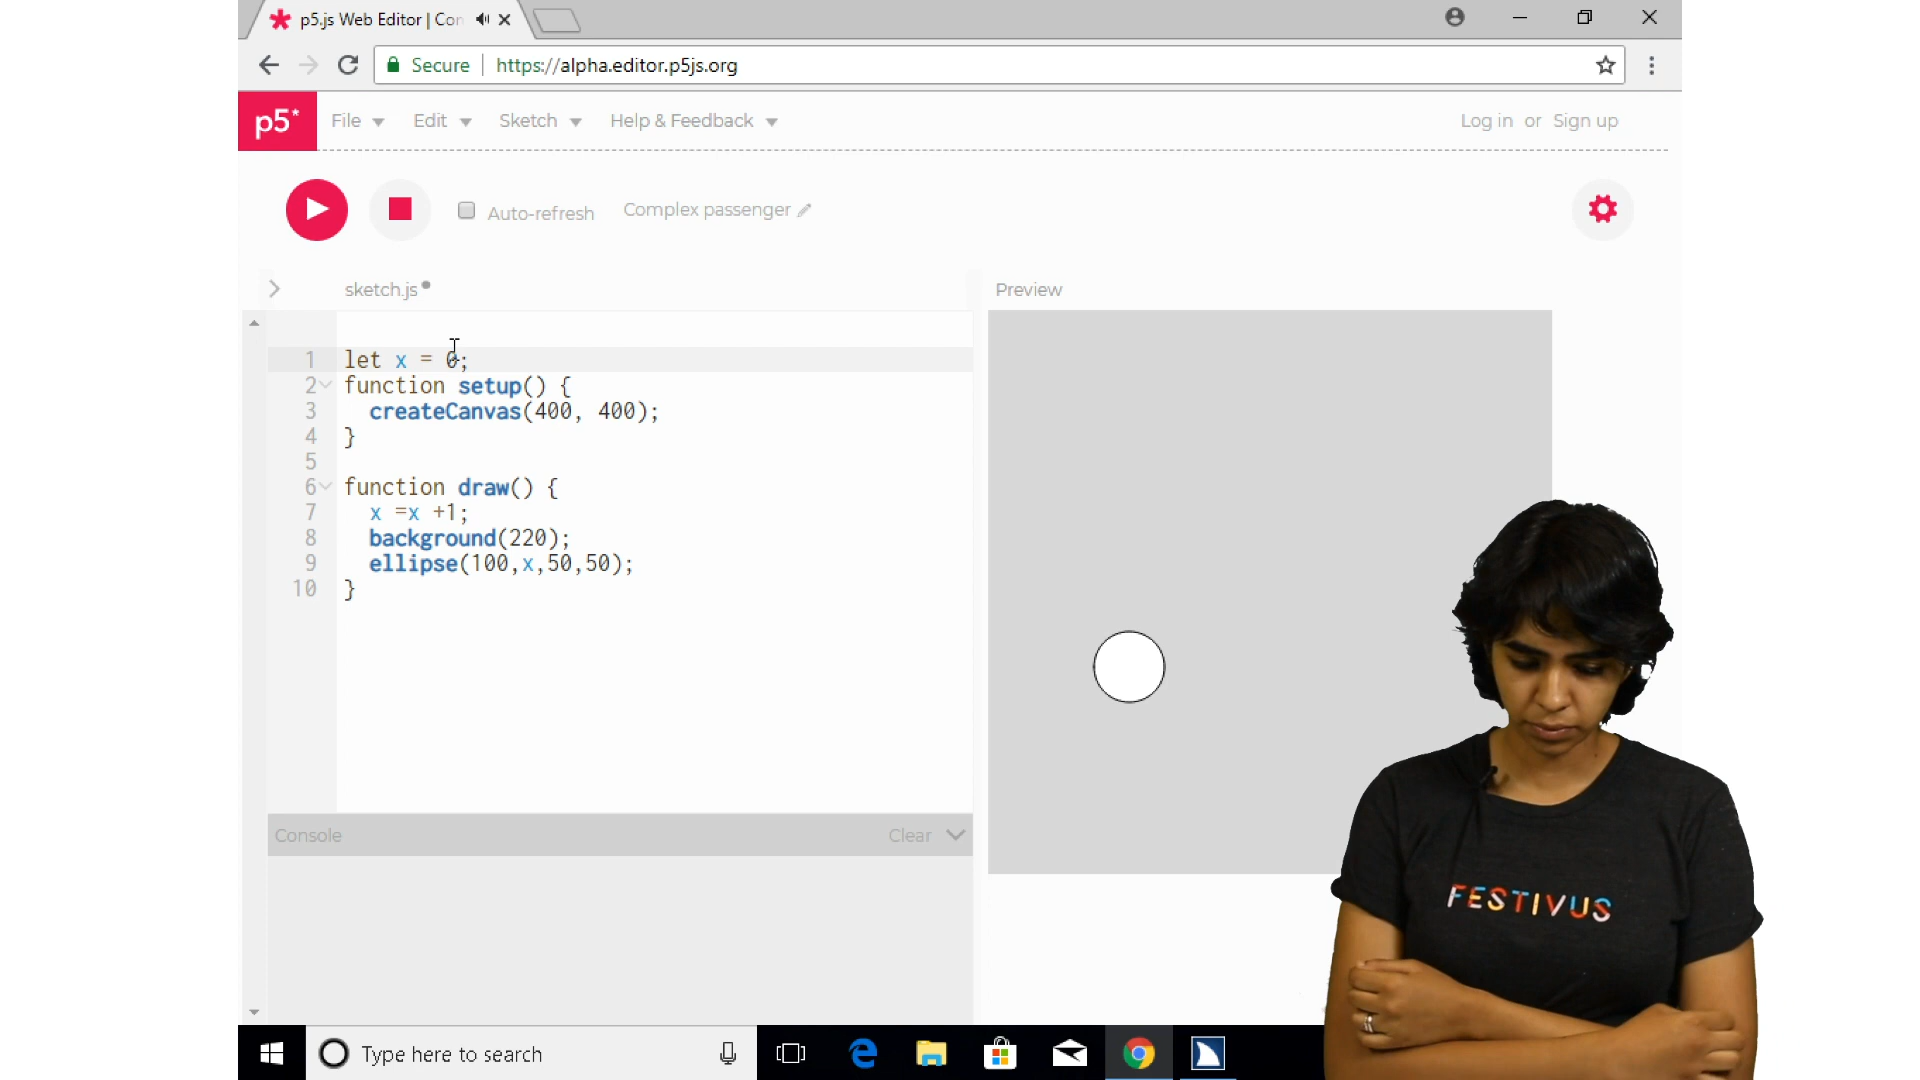 p5.js Web Editor | Con
Secure https://alpha.editor.p5js.org
p5* File Edit Sketch Help & Feedback Log in or Sign up
Auto-refresh Complex passenger
sketch.js Preview
1 let x = 0;
2 function setup() {
3 createCanvas(400, 400);
4 }
5
6 function draw() {
7 x =x +1;
8 background(220);
9 ellipse(100,x,50,50);
10 }
Console Clear
FESTIVUS
Type here to search